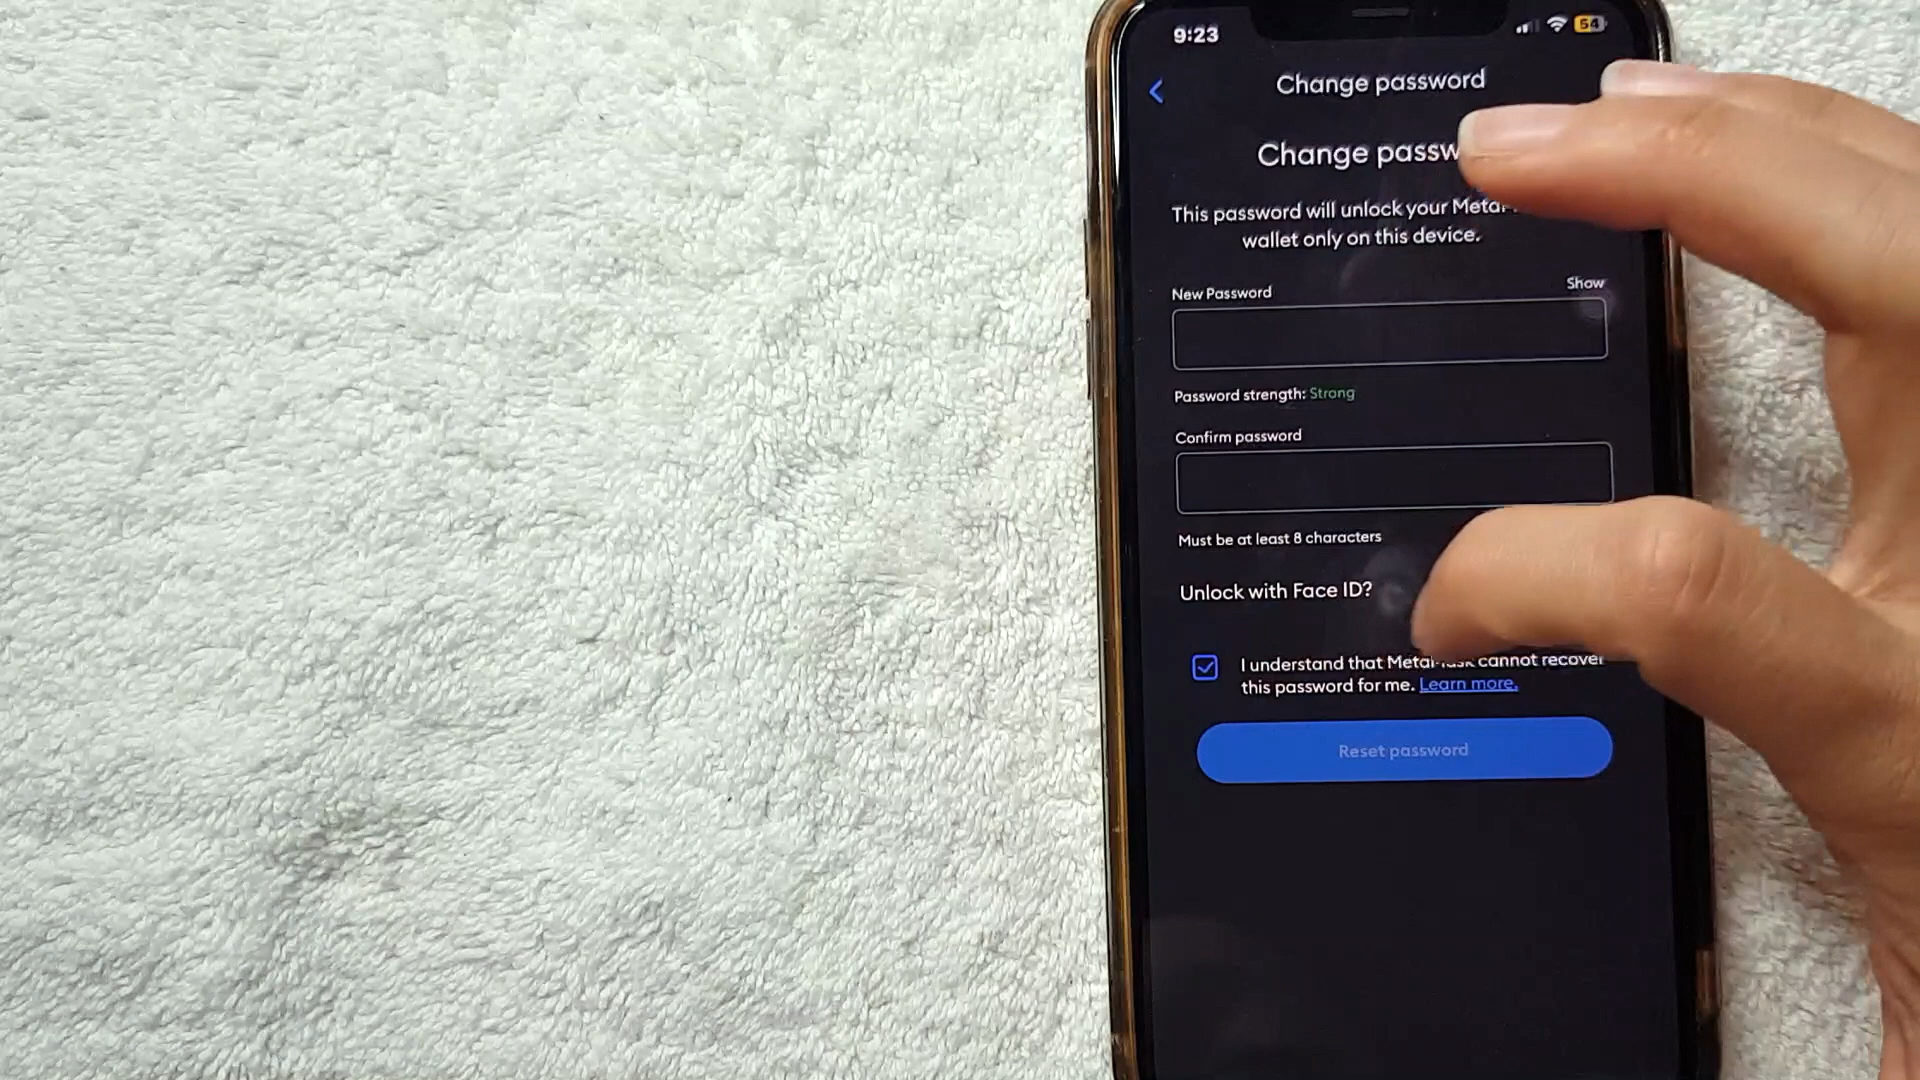 9:23
54
Change password
Change passw
This password will unlock your Meta
wallet only on this device.
New Password
Show
Password strength: Strong
Confirm password
Must be at least 8 characters
Unlock with Face ID?
I understand that MetaMask cannot recover
this password for me. Learn more.
Reset password